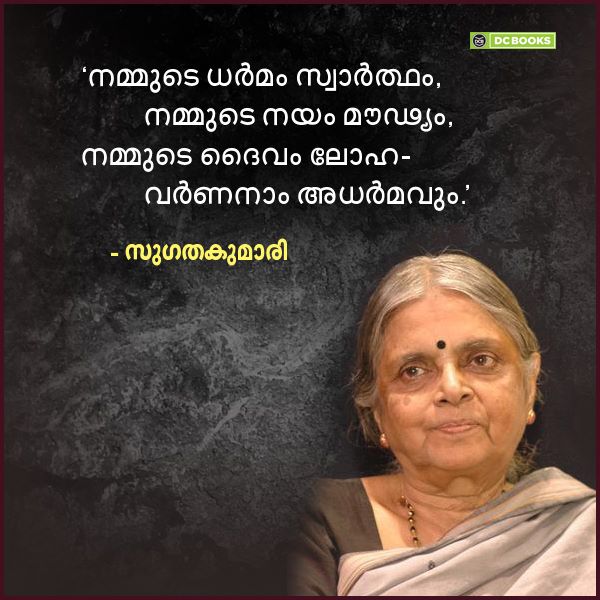 DC BOOKS
‘നമ്മുടെ ധർമം സ്വാർത്ഥം,
നമ്മുടെ നയം മൗഢ്യം,
നമ്മുടെ ദൈവം ലോഹ-
വർണനാം അധർമവും.’
- സുഗതകുമാരി